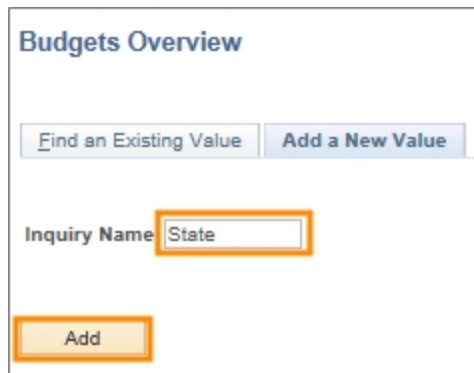 Budgets Overview
Find an Existing Value Add a New Value
Inquiry Name State
Add